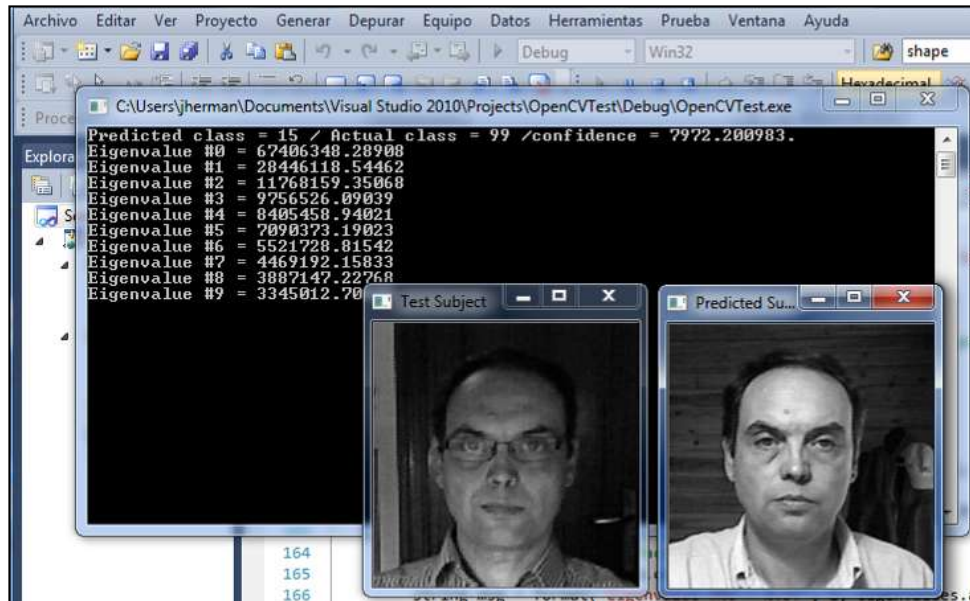 Archivo Editar Ver Proyecto Generar Depurar Equipo Datos Herramientas Prueba Ventana Ayuda
Debug Win32 shape
Hexadecimal
C:\Users\jherman\Documents\Visual Studio 2010\Projects\OpenCVTest\Debug\OpenCVTest.exe
Proce
Explora
Predicted class = 15 / Actual class = 99 /confidence = 7972.200983.
Eigenvalue #0 = 67406348.28908
Eigenvalue #1 = 28446118.54462
Eigenvalue #2 = 11768159.35068
Eigenvalue #3 = 9756526.09039
Eigenvalue #4 = 8405458.94021
Eigenvalue #5 = 7090373.19023
Eigenvalue #6 = 5521728.81542
Eigenvalue #7 = 4469192.15833
Eigenvalue #8 = 3887147.22768
Eigenvalue #9 = 3345012.70
Test Subject
Predicted Su...
164
165
166